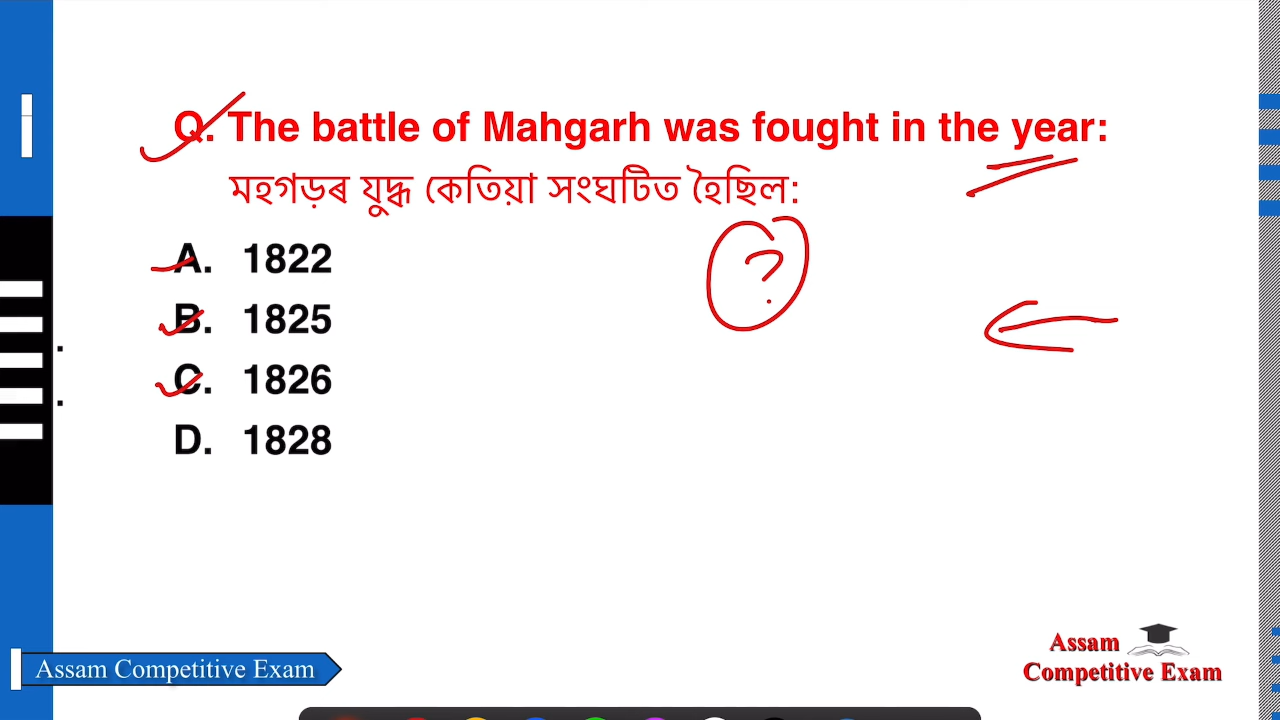 Q. The battle of Mahgarh was fought in the year:
মহগড়ৰ যুদ্ধ কেতিয়া সংঘটিত হৈছিল:
?
A. 1822
B. 1825
C. 1826
D. 1828
Assam Competitive Exam
Assam
Competitive Exam